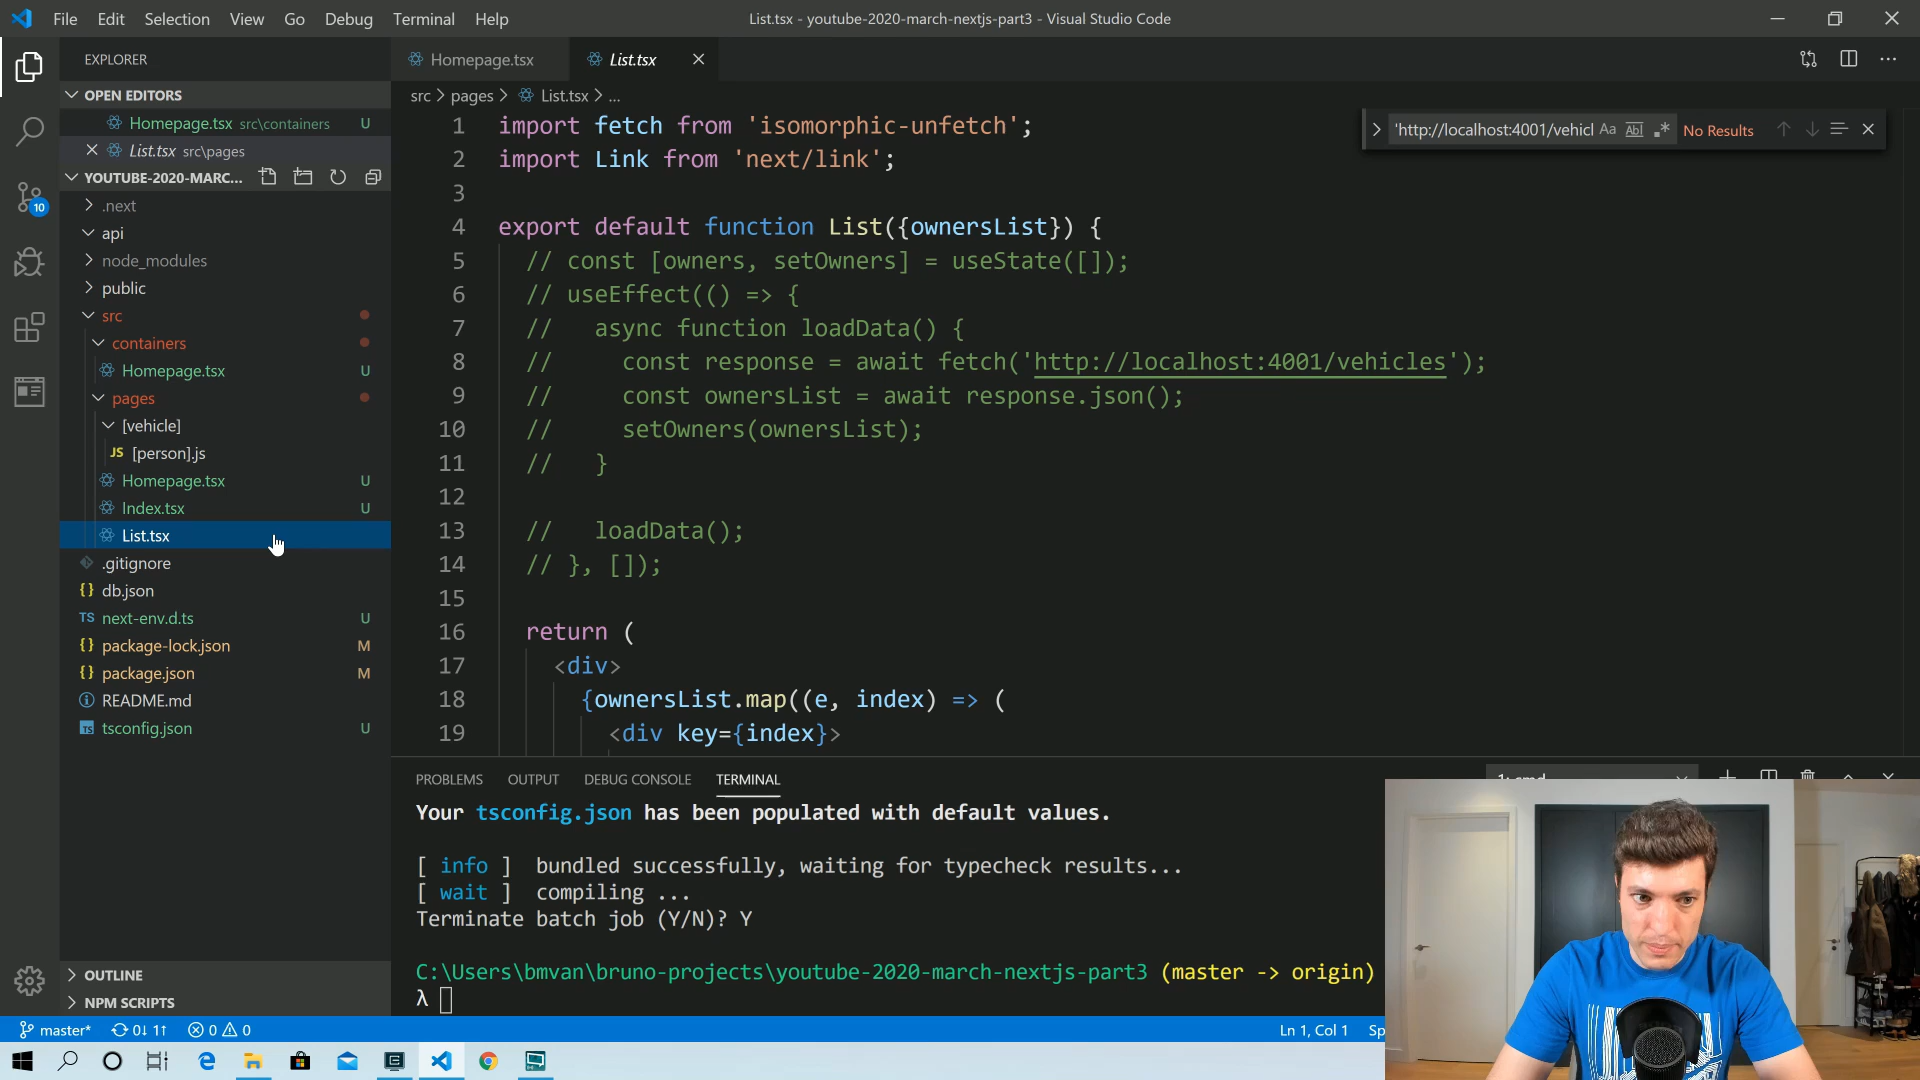 File Edit Selection View Go Debug Terminal Help
List.tsx - youtube-2020-march-nextjs-part3 - Visual Studio Code
EXPLORER
OPEN EDITORS
Homepage.tsx src\containers U
List.tsx src\pages
YOUTUBE-2020-MARC...
.next
api
node_modules
public
src
containers
Homepage.tsx U
pages
[vehicle]
JS [person].js
Homepage.tsx U
Index.tsx U
List.tsx
.gitignore
{} db.json
TS next-env.d.ts U
{} package-lock.json M
{} package.json M
README.md
tsconfig.json U
OUTLINE
NPM SCRIPTS
10
Homepage.tsx
List.tsx
src > pages > List.tsx > ...
'http://localhost:4001/vehicl Aa Abl .* No Results
1 import fetch from 'isomorphic-unfetch';
2 import Link from 'next/link';
3
4 export default function List({ownersList}) {
5 // const [owners, setOwners] = useState([]);
6 // useEffect(() => {
7 //   async function loadData() {
8 //     const response = await fetch('http://localhost:4001/vehicles');
9 //     const ownersList = await response.json();
10 //     setOwners(ownersList);
11 //   }
12
13 //   loadData();
14 // }, []);
15
16 return (
17 <div>
18 {ownersList.map((e, index) => (
19 <div key={index}>
PROBLEMS OUTPUT DEBUG CONSOLE TERMINAL
1: cmd
Your tsconfig.json has been populated with default values.
[ info ]  bundled successfully, waiting for typecheck results...
[ wait ]  compiling ...
Terminate batch job (Y/N)? Y
C:\Users\bmvan\bruno-projects\youtube-2020-march-nextjs-part3 (master -> origin)
λ
master* 0↓ 1↑ 0 0
Ln 1, Col 1 Sp